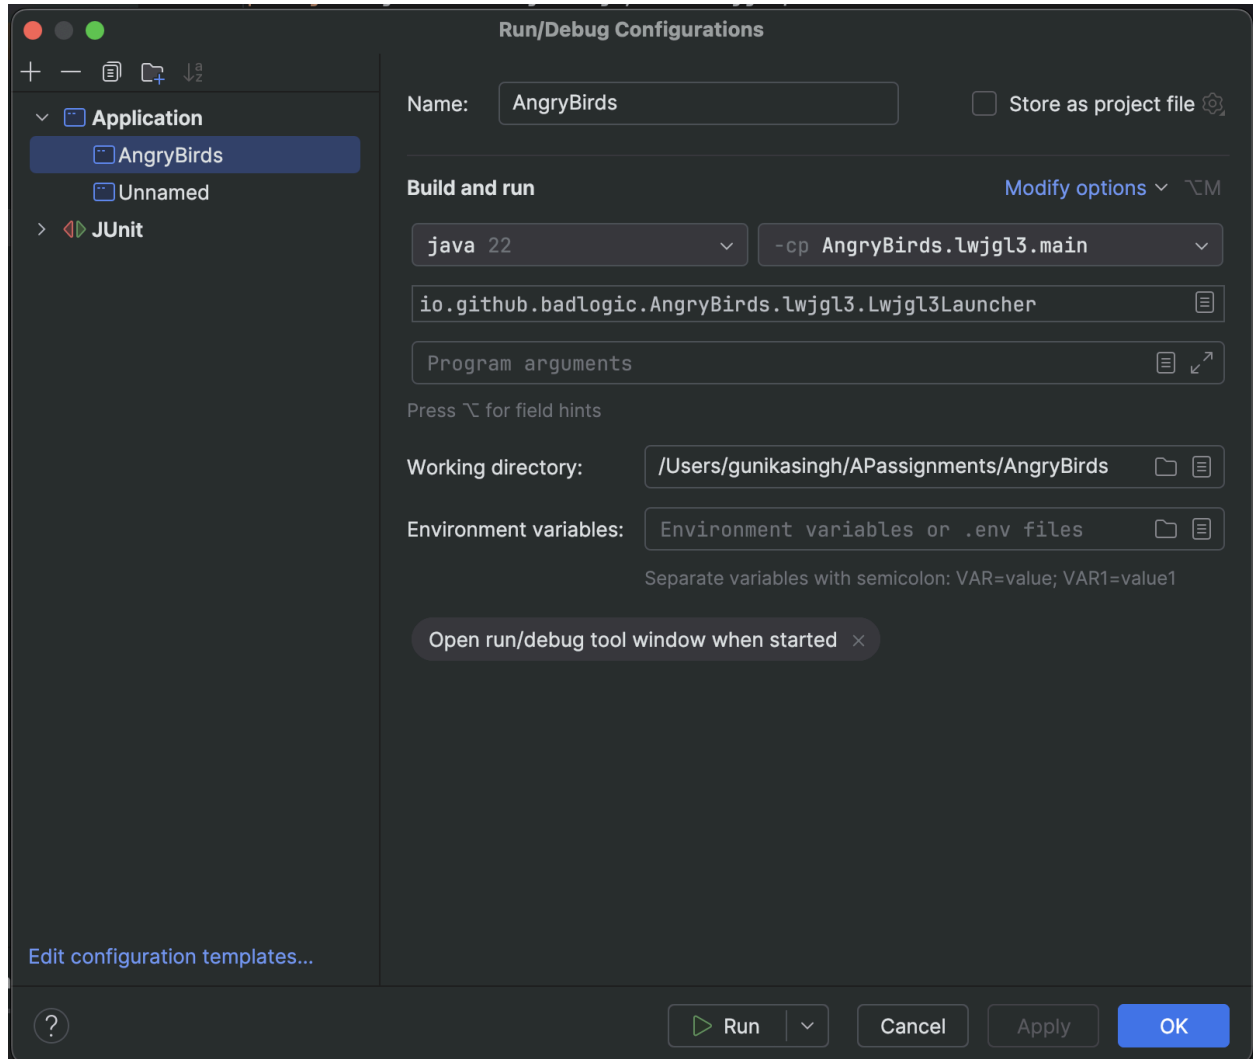 Run/Debug Configurations
Application
AngryBirds
Unnamed
JUnit
Edit configuration templates...
Name: AngryBirds Store as project file
Build and run Modify options ⌥M
java 22 -cp AngryBirds.lwjgl3.main
io.github.badlogic.AngryBirds.lwjgl3.Lwjgl3Launcher
Program arguments
Press ⌥ for field hints
Working directory: /Users/gunikasingh/APassignments/AngryBirds
Environment variables: Environment variables or .env files
Separate variables with semicolon: VAR=value; VAR1=value1
Open run/debug tool window when started
? Run Cancel Apply OK